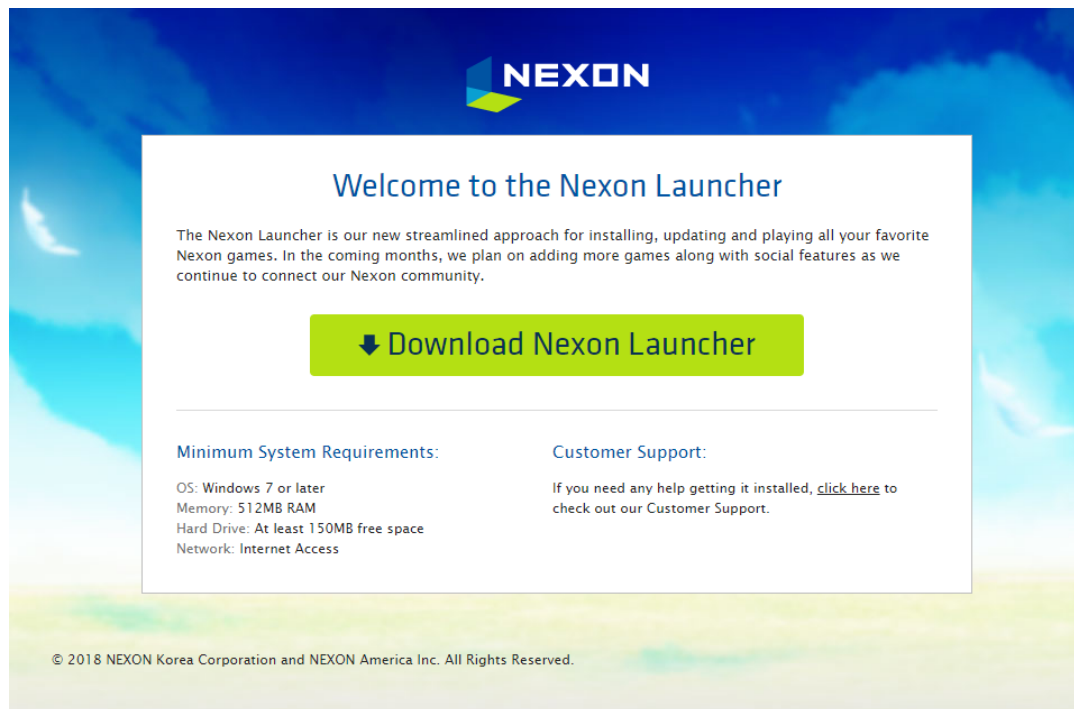 NEXON
Welcome to the Nexon Launcher
The Nexon Launcher is our new streamlined approach for installing, updating and playing all your favorite
Nexon games. In the coming months, we plan on adding more games along with social features as we
continue to connect our Nexon community.
Download Nexon Launcher
Minimum System Requirements:
OS: Windows 7 or later
Memory: 512MB RAM
Hard Drive: At least 150MB free space
Network: Internet Access
Customer Support:
If you need any help getting it installed, click here to
check out our Customer Support.
© 2018 NEXON Korea Corporation and NEXON America Inc. All Rights Reserved.